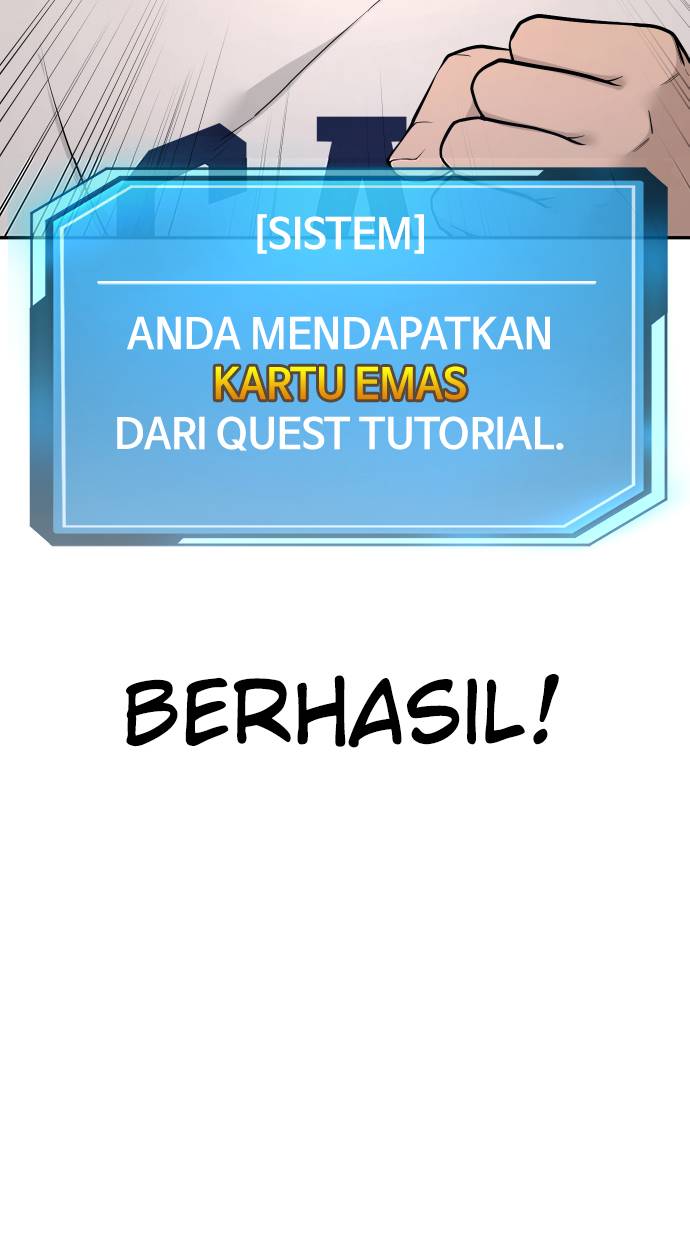 [SISTEM]
ANDA MENDAPATKAN
KARTU EMAS
DARI QUEST TUTORIAL.
BERHASIL!